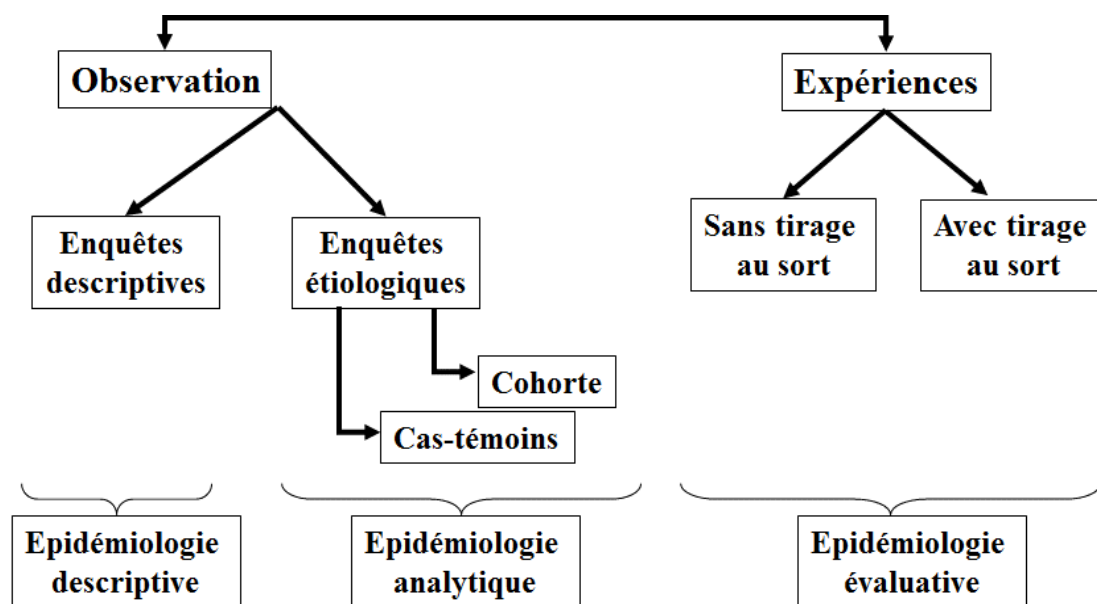 Observation
Expériences
Enquêtes
descriptives
Enquêtes
étiologiques
Sans tirage
au sort
Avec tirage
au sort
Cohorte
Cas-témoins
Epidémiologie
descriptive
Epidémiologie
analytique
Epidémiologie
évaluative